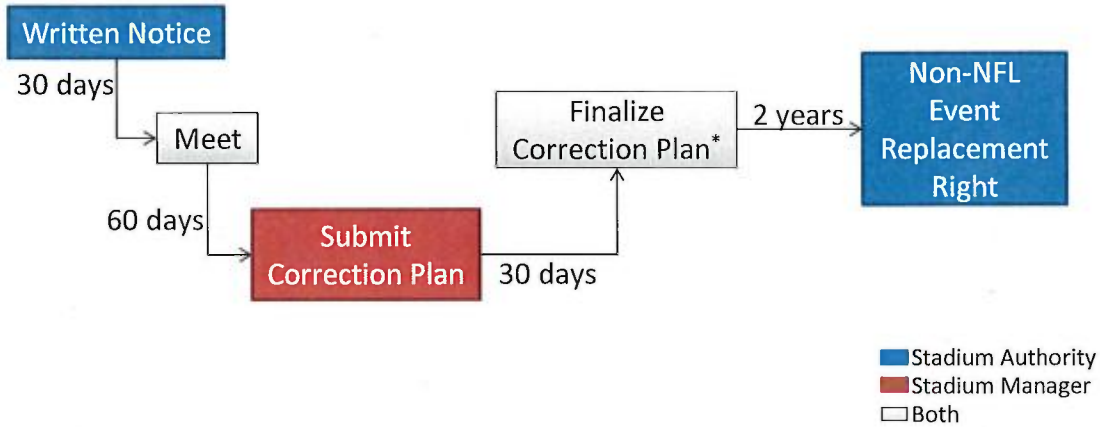 Written Notice
30 days
Meet
60 days
Submit
Correction Plan
30 days
Finalize
Correction Plan*
2 years
Non-NFL
Event
Replacement
Right
Stadium Authority
Stadium Manager
Both